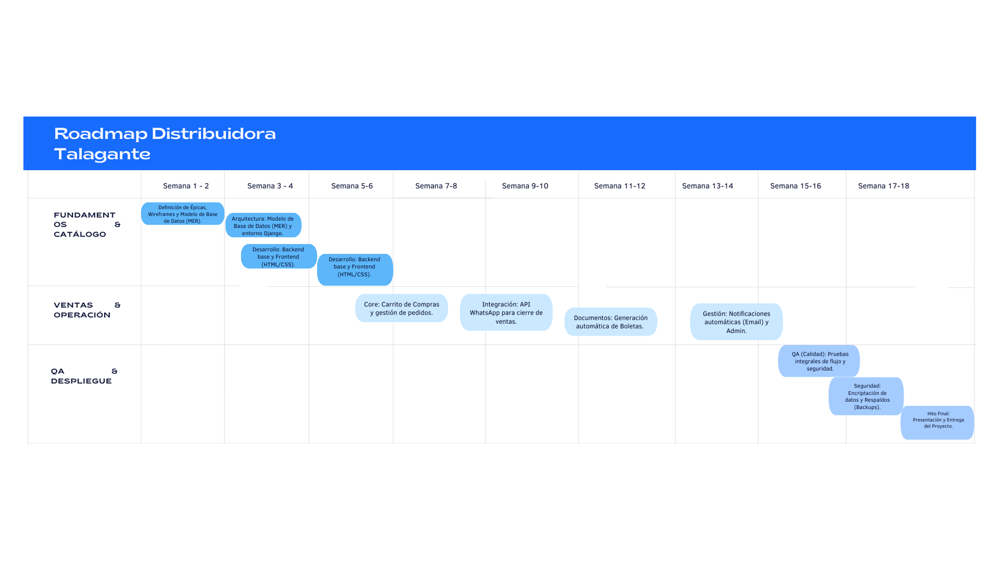 Roadmap Distribuidora
Talagante
Semana 1 - 2
Semana 3 - 4
Semana 5-6
Semana 7-8
Semana 9-10
Semana 11-12
Semana 13-14
Semana 15-16
Semana 17-18
FUNDAMENT
OS &
CATÁLOGO
Definición de Épicas,
Wireframes y Modelo de Base
de Datos (MER).
Arquitectura: Modelo de
Base de Datos (MER) y
entorno Django.
Desarrollo: Backend
base y Frontend
(HTML/CSS).
Desarrollo: Backend
base y Frontend
(HTML/CSS).
VENTAS &
OPERACIÓN
Core: Carrito de Compras
y gestión de pedidos.
Integración: API
WhatsApp para cierre de
ventas.
Documentos: Generación
automática de Boletas.
Gestión: Notificaciones
automáticas (Email) y
Admin.
QA &
DESPLIEGUE
QA (Calidad): Pruebas
integrales de flujo y
seguridad.
Seguridad:
Encriptación de
datos y Respaldos
(Backups).
Hito Final:
Presentación y Entrega
del Proyecto.